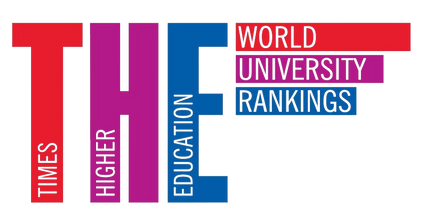 THE
TIMES
HIGHER
EDUCATION
WORLD
UNIVERSITY
RANKINGS